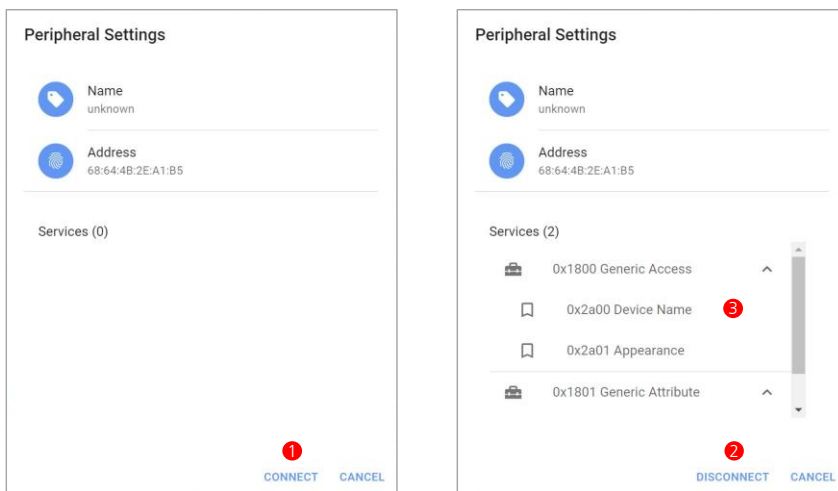 Peripheral Settings
Name
unknown
Address
68:64:4B:2E:A1:B5
Services (0)
1
CONNECT
CANCEL
Peripheral Settings
Name
unknown
Address
68:64:4B:2E:A1:B5
Services (2)
0x1800 Generic Access
0x2a00 Device Name
3
0x2a01 Appearance
0x1801 Generic Attribute
2
DISCONNECT
CANCEL